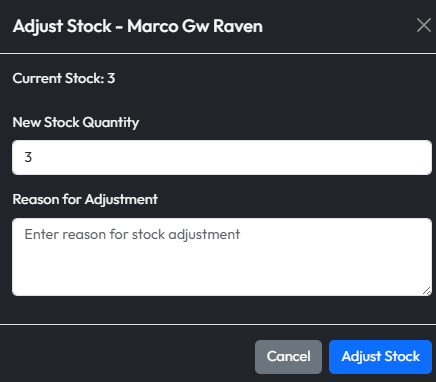 Adjust Stock - Marco Gw Raven
Current Stock: 3
New Stock Quantity
3
Reason for Adjustment
Enter reason for stock adjustment
Cancel
Adjust Stock